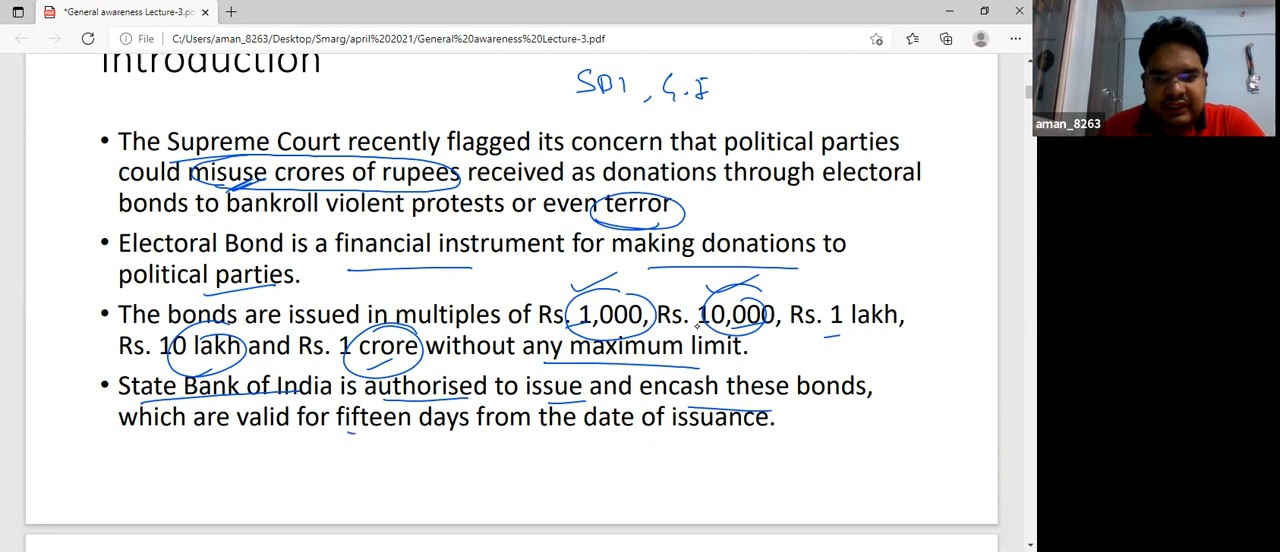 *General awareness Lecture-3.pd
File
C:/Users/aman_8263/Desktop/Smarg/april%202021/General%20awareness%20Lecture-3.pdf
Introduction
SDI, G.I
aman_8263
• The Supreme Court recently flagged its concern that political parties
could misuse crores of rupees received as donations through electoral
bonds to bankroll violent protests or even terror
• Electoral Bond is a financial instrument for making donations to
political parties.
• The bonds are issued in multiples of Rs. 1,000, Rs. 10,000, Rs. 1 lakh,
Rs. 10 lakh and Rs. 1 crore without any maximum limit.
• State Bank of India is authorised to issue and encash these bonds,
which are valid for fifteen days from the date of issuance.